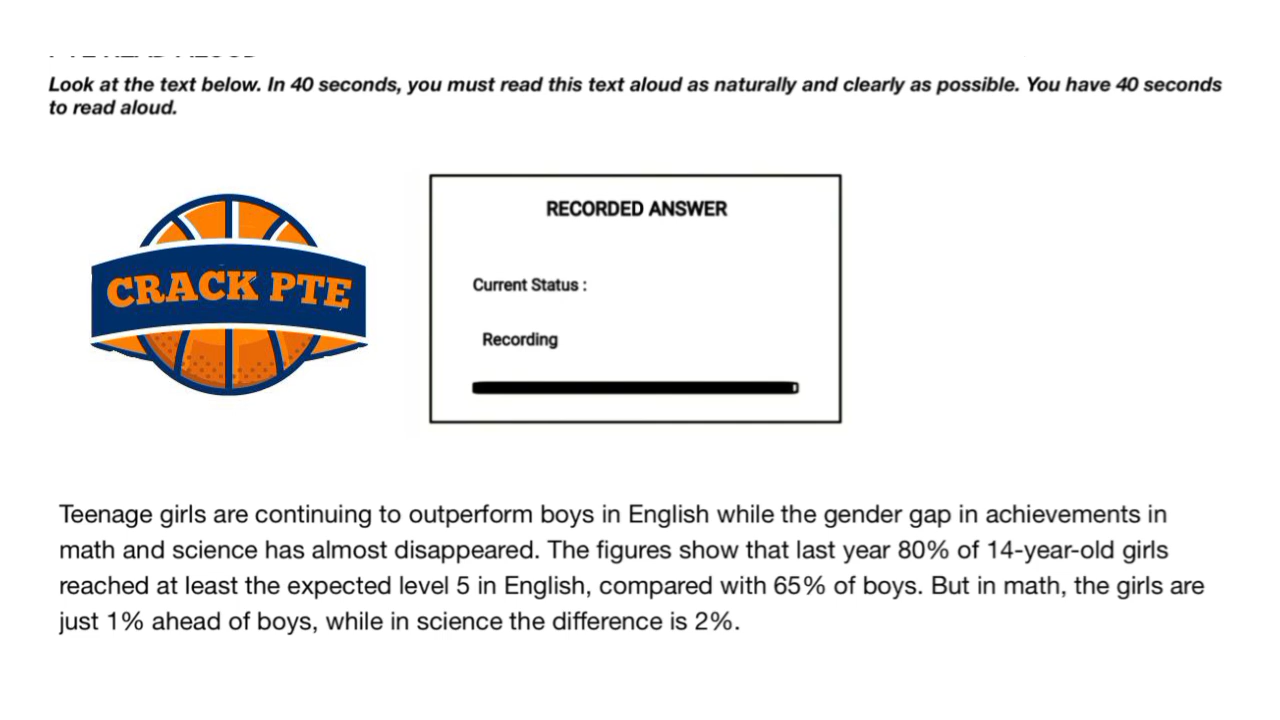 Look at the text below. In 40 seconds, you must read this text aloud as naturally and clearly as possible. You have 40 seconds
to read aloud.
CRACK PTE
RECORDED ANSWER
Current Status :
Recording
Teenage girls are continuing to outperform boys in English while the gender gap in achievements in
math and science has almost disappeared. The figures show that last year 80% of 14-year-old girls
reached at least the expected level 5 in English, compared with 65% of boys. But in math, the girls are
just 1% ahead of boys, while in science the difference is 2%.